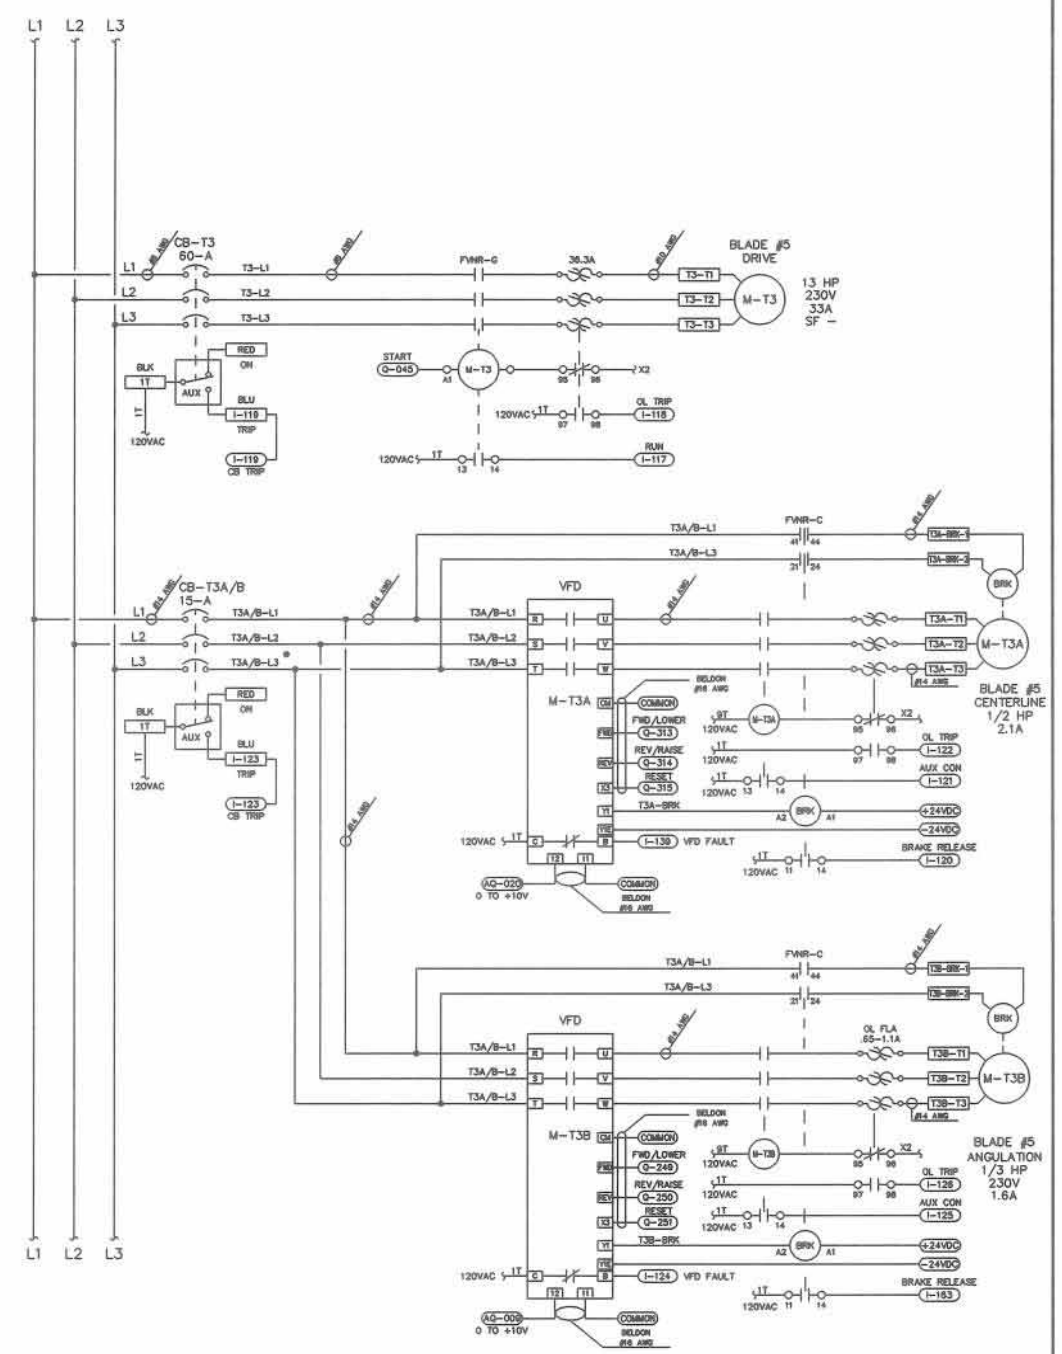 L1 L2 L3
CB-T3
60-A
#6 AWG
#8 AWG
FVNR-G
36.3A
#10 AWG
BLADE #5
DRIVE
L1 T3-L1 T3-T1
L2 T3-L2 T3-T2 M-T3
L3 T3-L3 T3-T3
13 HP
230V
33A
SF -
RED
ON
BLK
1T
AUX
BLU
I-119
TRIP
1T
120VAC
I-119
CB TRIP
START
Q-045 A1 M-T3 95 96 X2
OL TRIP
120VAC 1T 97 98 I-118
RUN
120VAC 1T 13 14 I-117
#14 AWG
T3A/B-L1 FVNR-C T3A-BRK-1
41 44
T3A/B-L3 T3A-BRK-2
21 24
BRK
CB-T3A/B
15-A
#14 AWG
#14 AWG
VFD
#14 AWG
L1 T3A/B-L1 T3A/B-L1 R U T3A-T1
L2 T3A/B-L2 T3A/B-L2 S V T3A-T2 M-T3A
L3 T3A/B-L3 T3A/B-L3 T W T3A-T3
#14 AWG
BLADE #5
CENTERLINE
1/2 HP
2.1A
RED
ON
BLK
1T
AUX
BLU
I-123
TRIP
1T
120VAC
I-123
CB TRIP
BELDON
#16 AWG
M-T3A CM COMMON
FWD/LOWER
FWD Q-313
REV/RAISE
REV Q-314
RESET
X3 Q-315
9T
120VAC M-T3A 95 96 X2
OL TRIP
1T
120VAC 97 98 I-122
AUX CON
1T
120VAC 13 14 I-121
Y1 T3A-BRK A2 BRK A1 +24VDC
Y1E -24VDC
120VAC 1T C B I-139 VFD FAULT
BRAKE RELEASE
1T
120VAC 11 14 I-120
12 11
AQ-020 COMMON
0 TO +10V
BELDON
#16 AWG
#14 AWG
#14 AWG
T3A/B-L1 FVNR-C T3B-BRK-1
41 44
T3A/B-L3 T3B-BRK-2
21 24
BRK
VFD
#14 AWG
OL FLA
.65-1.1A
T3A/B-L1 R U T3B-T1
T3A/B-L2 S V T3B-T2 M-T3B
T3A/B-L3 T W T3B-T3
#14 AWG
BLADE #5
ANGULATION
1/3 HP
230V
1.6A
BELDON
#16 AWG
M-T3B CM COMMON
FWD/LOWER
FWD Q-249
REV/RAISE
REV Q-250
RESET
X3 Q-251
9T
120VAC M-T3B 95 96 X2
OL TRIP
1T
120VAC 97 98 I-126
AUX CON
1T
120VAC 13 14 I-125
Y1 T3B-BRK A2 BRK A1 +24VDC
Y1E -24VDC
120VAC 1T C B I-124 VFD FAULT
BRAKE RELEASE
1T
120VAC 11 14 I-163
12 11
AQ-009 COMMON
0 TO +10V
BELDON
#16 AWG
L1 L2 L3